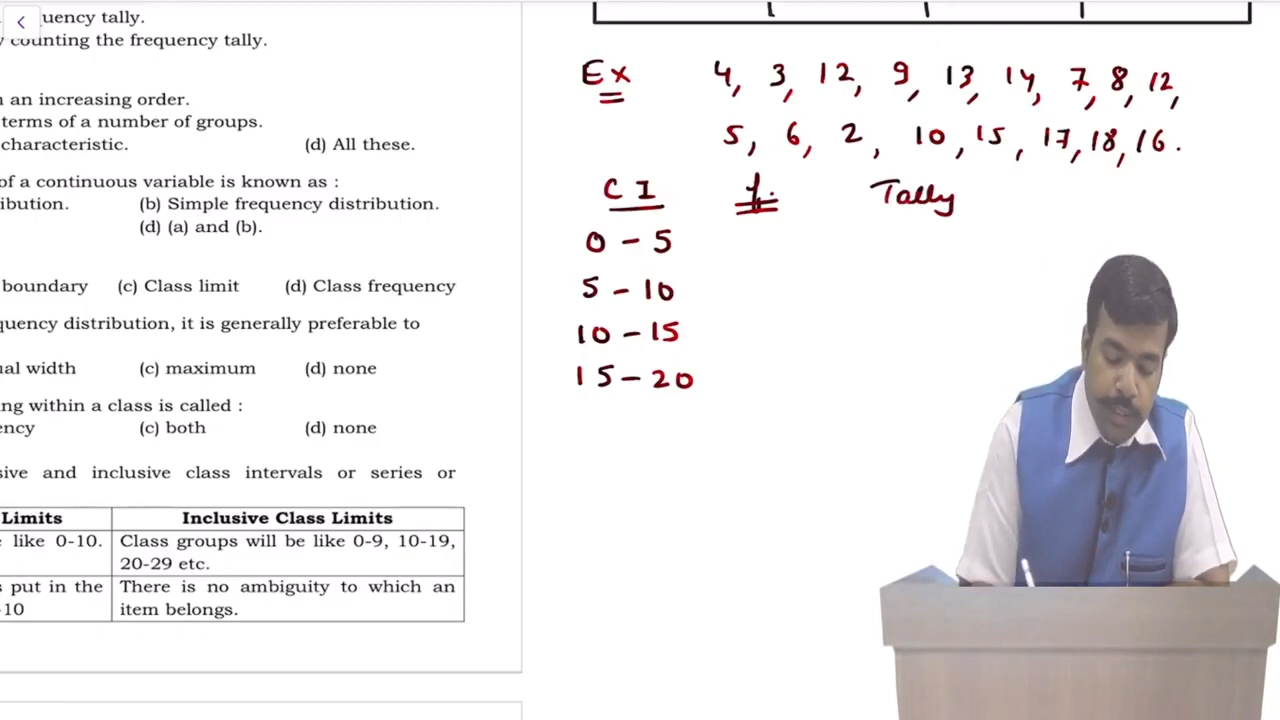 uency tally.
counting the frequency tally.
an increasing order.
terms of a number of groups.
characteristic. (d) All these.
of a continuous variable is known as :
ibution. (b) Simple frequency distribution.
(d) (a) and (b).
boundary (c) Class limit (d) Class frequency
quency distribution, it is generally preferable to
ual width (c) maximum (d) none
ng within a class is called :
ency (c) both (d) none
sive and inclusive class intervals or series or
Limits Inclusive Class Limits
like 0-10. Class groups will be like 0-9, 10-19,
20-29 etc.
put in the There is no ambiguity to which an
-10 item belongs.
Ex 4, 3, 12, 9, 13, 14, 7, 8, 12,
5, 6, 2, 10, 15, 17, 18, 16.
C I f. Tally
0 - 5
5 - 10
10 - 15
15 - 20